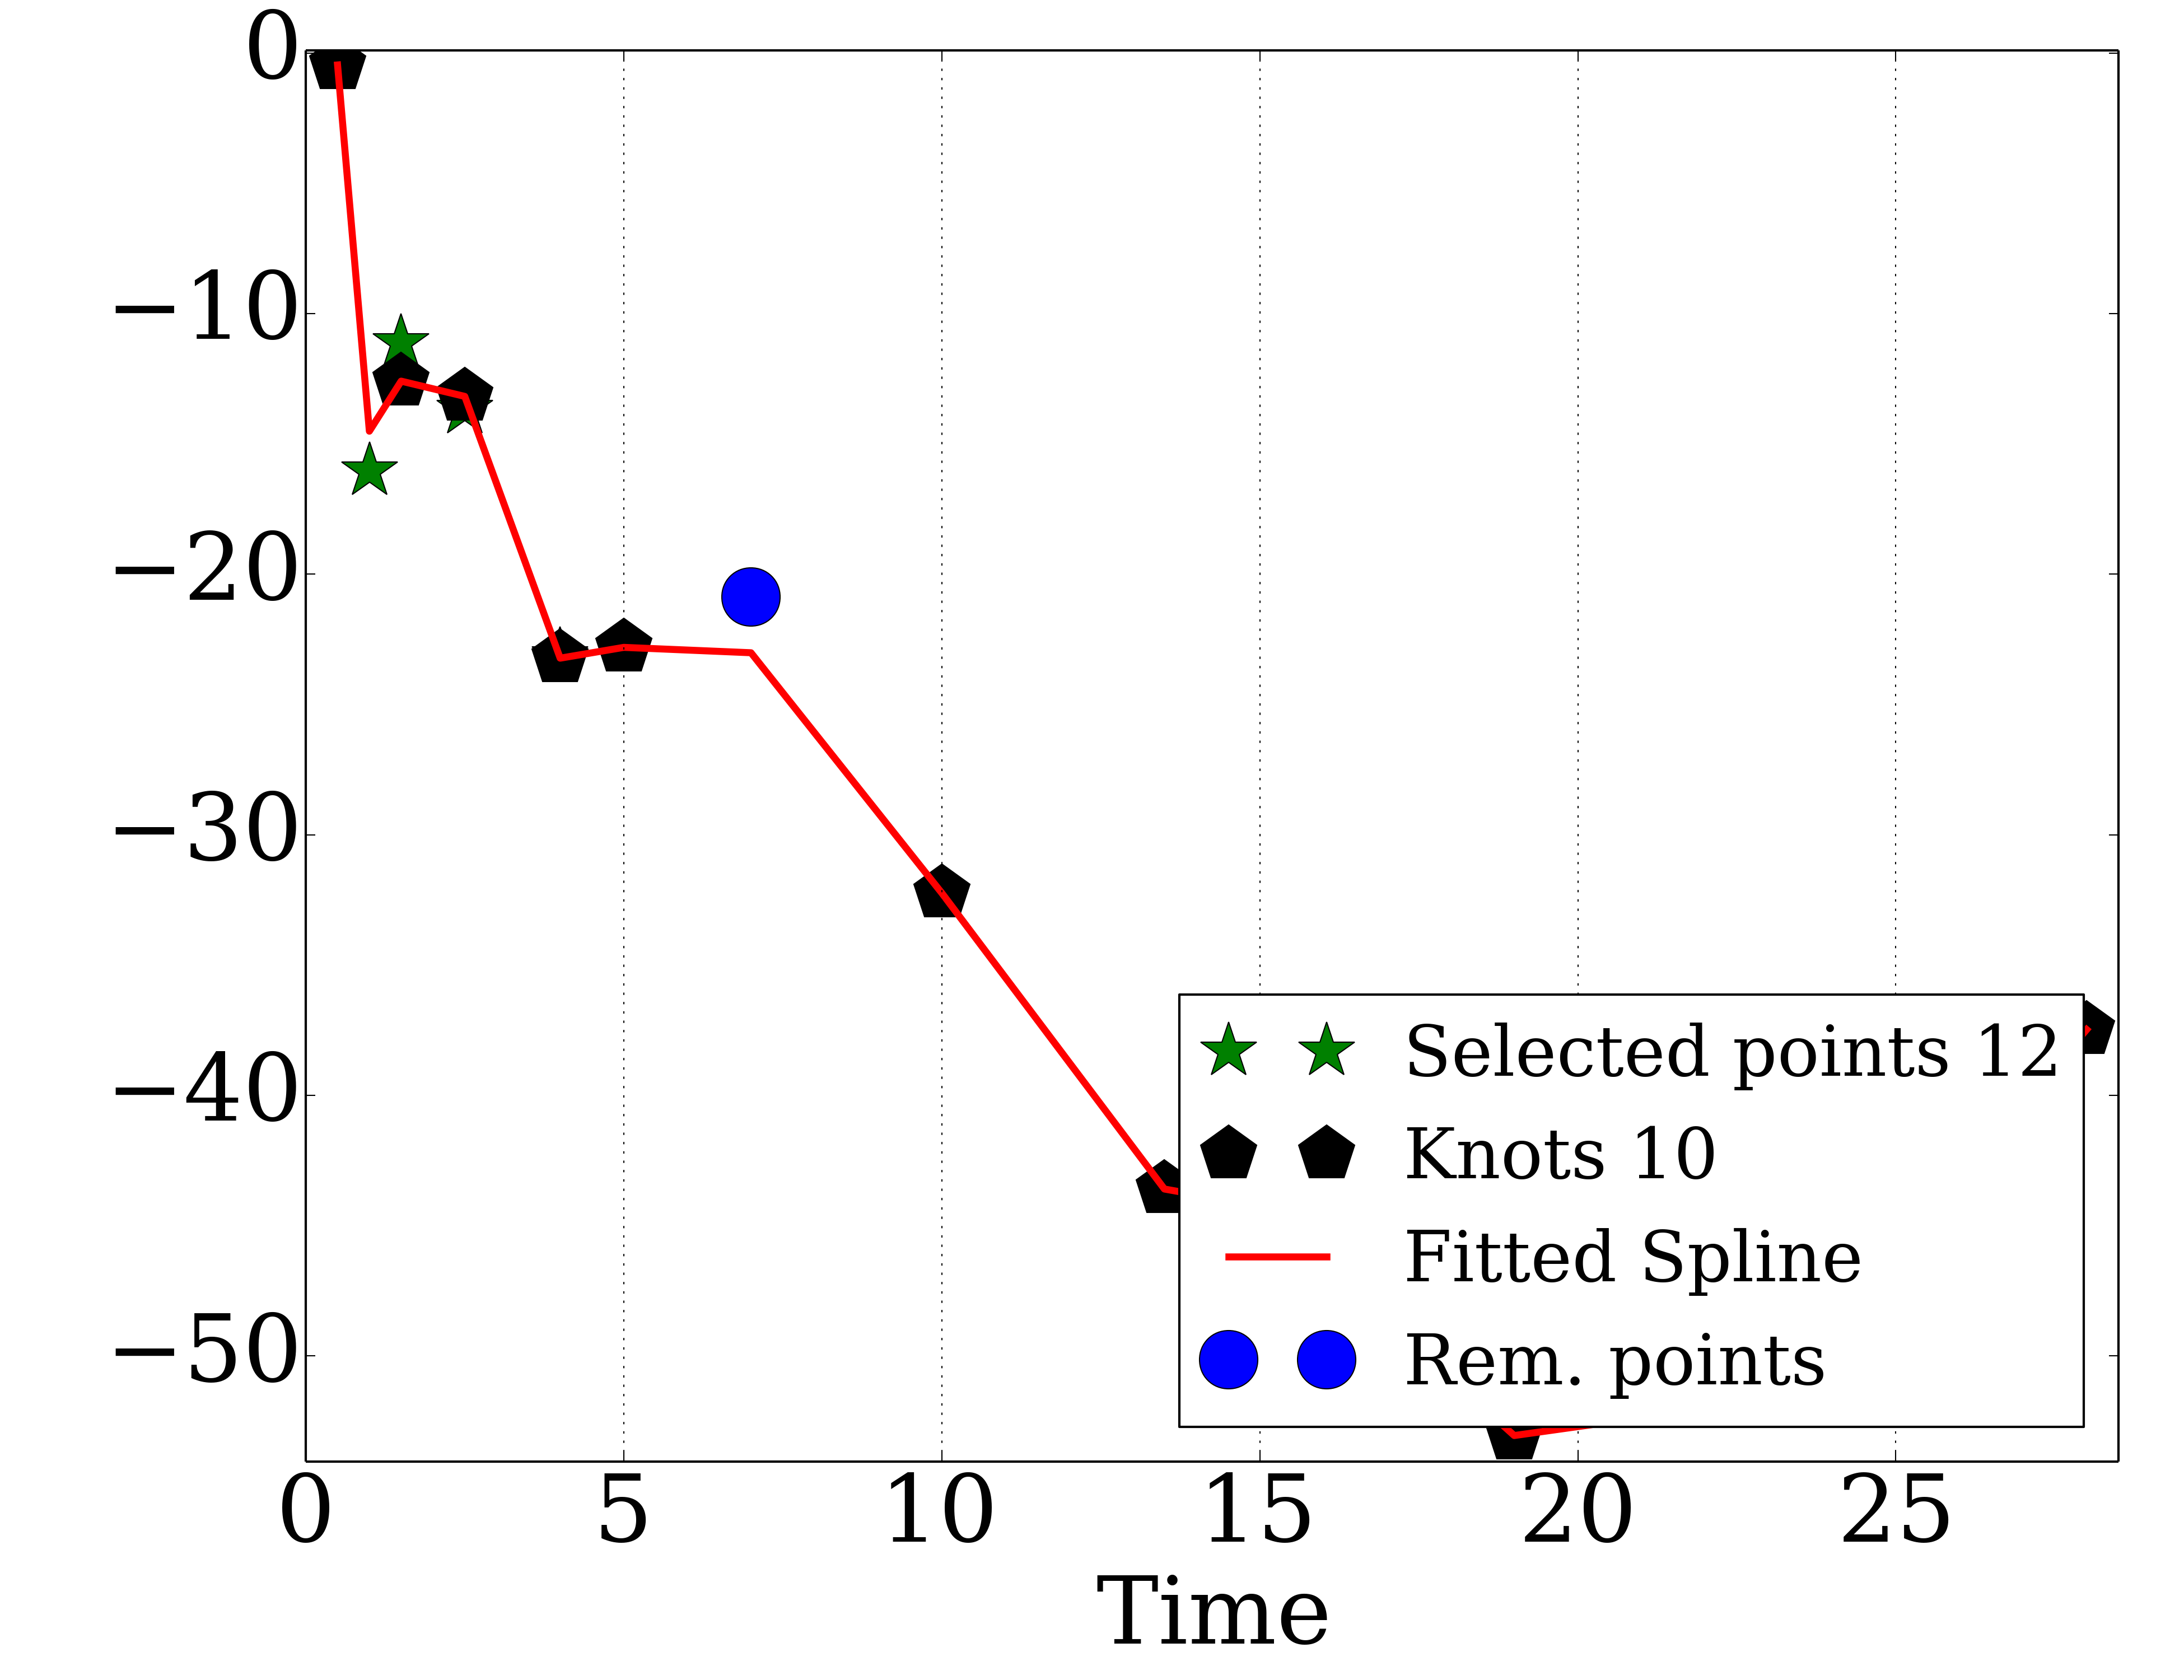 0
−10
−20
−30
−40
−50
Selected points 12
Knots 10
Fitted Spline
Rem. points
0 5 10 15 20 25
Time